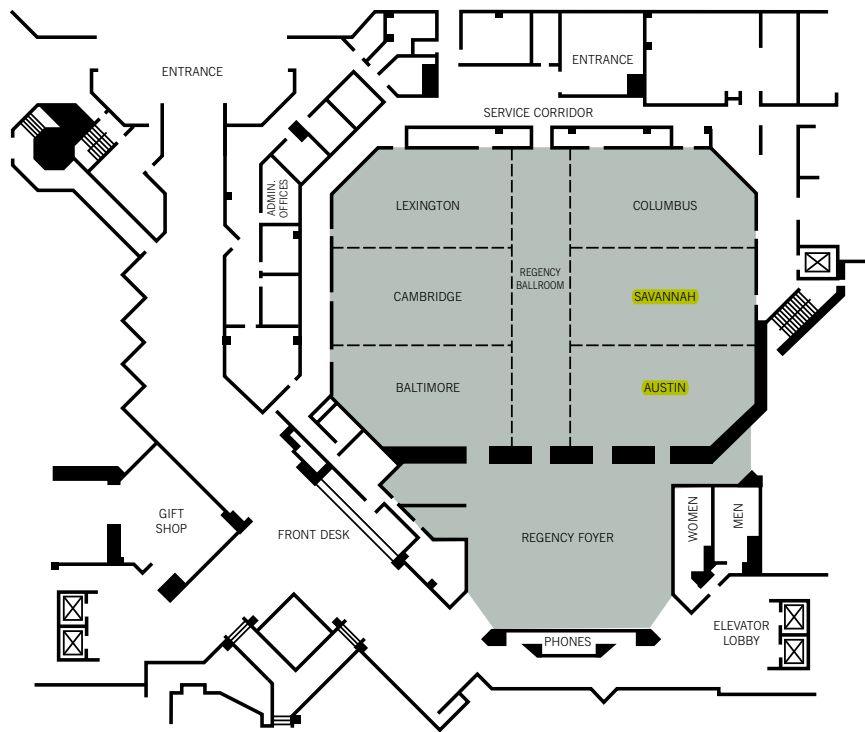 ENTRANCE
ENTRANCE
SERVICE CORRIDOR
ADMIN.
OFFICES
LEXINGTON
COLUMBUS
REGENCY
BALLROOM
CAMBRIDGE
SAVANNAH
BALTIMORE
AUSTIN
GIFT
SHOP
FRONT DESK
REGENCY FOYER
WOMEN
MEN
ELEVATOR
LOBBY
PHONES